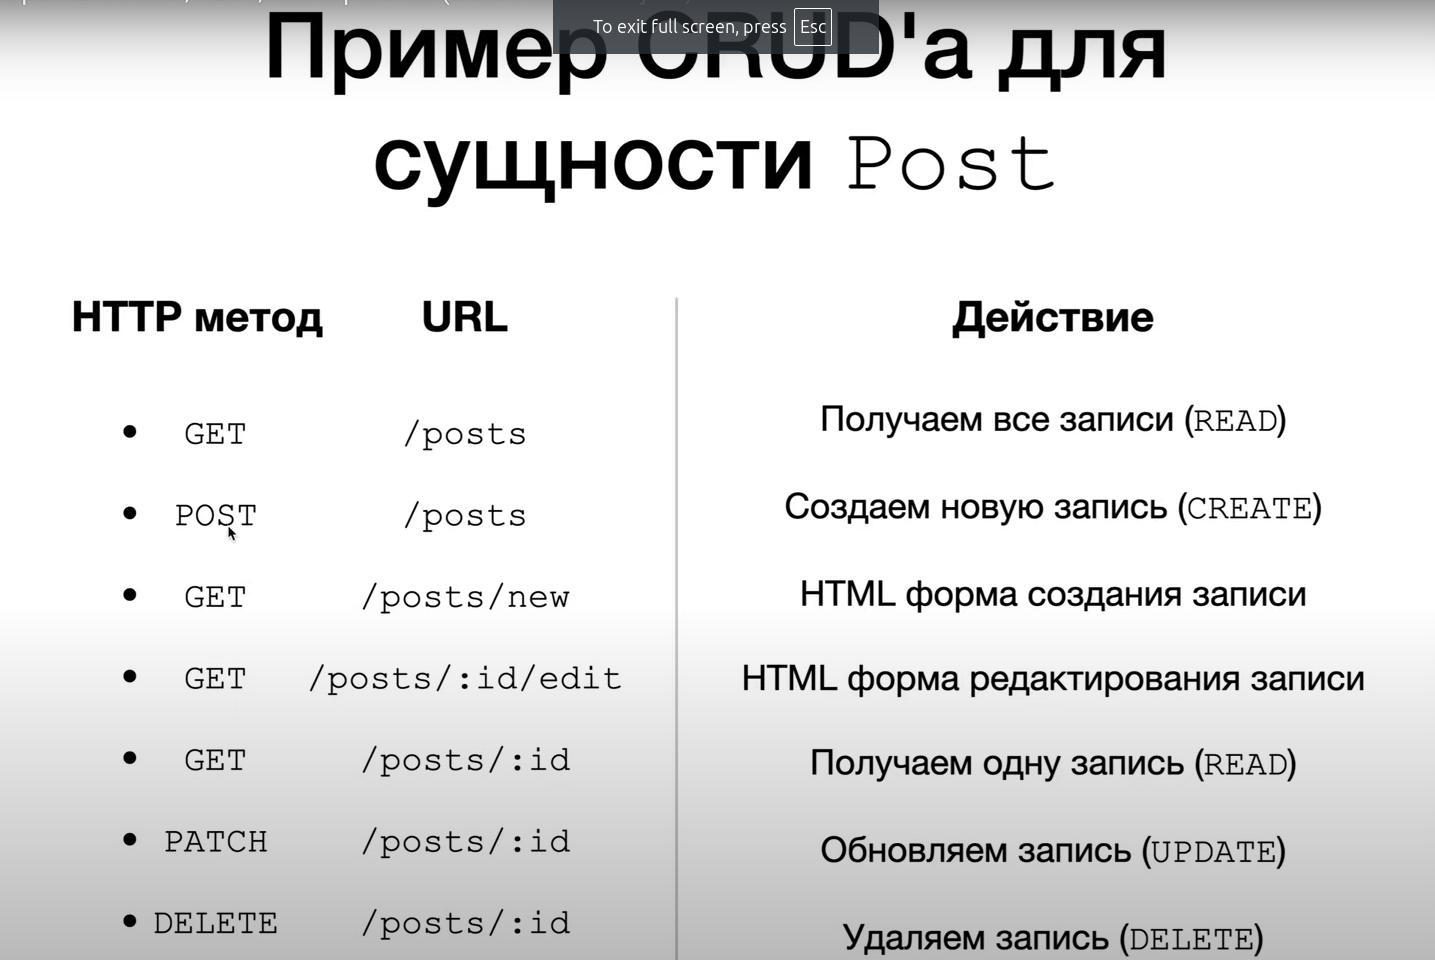 To exit full screen, press Esc
Пример CRUD'а для
сущности Post
HTTP метод URL Действие
• GET /posts Получаем все записи (READ)
• POST /posts Создаем новую запись (CREATE)
• GET /posts/new HTML форма создания записи
• GET /posts/:id/edit HTML форма редактирования записи
• GET /posts/:id Получаем одну запись (READ)
• PATCH /posts/:id Обновляем запись (UPDATE)
• DELETE /posts/:id Удаляем запись (DELETE)